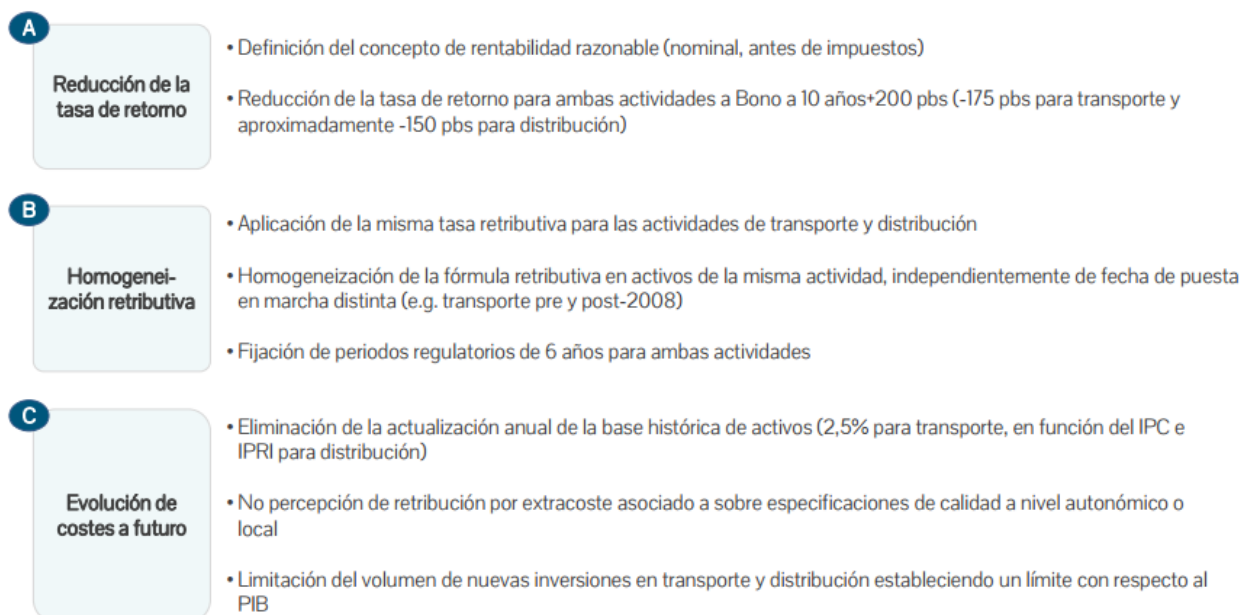 A
Reducción de la
tasa de retorno
• Definición del concepto de rentabilidad razonable (nominal, antes de impuestos)
• Reducción de la tasa de retorno para ambas actividades a Bono a 10 años+200 pbs (-175 pbs para transporte y
aproximadamente -150 pbs para distribución)
B
Homogenei-
zación retributiva
• Aplicación de la misma tasa retributiva para las actividades de transporte y distribución
• Homogeneización de la fórmula retributiva en activos de la misma actividad, independientemente de fecha de puesta
en marcha distinta (e.g. transporte pre y post-2008)
• Fijación de periodos regulatorios de 6 años para ambas actividades
C
Evolución de
costes a futuro
• Eliminación de la actualización anual de la base histórica de activos (2,5% para transporte, en función del IPC e
IPRI para distribución)
• No percepción de retribución por extracoste asociado a sobre especificaciones de calidad a nivel autonómico o
local
• Limitación del volumen de nuevas inversiones en transporte y distribución estableciendo un límite con respecto al
PIB